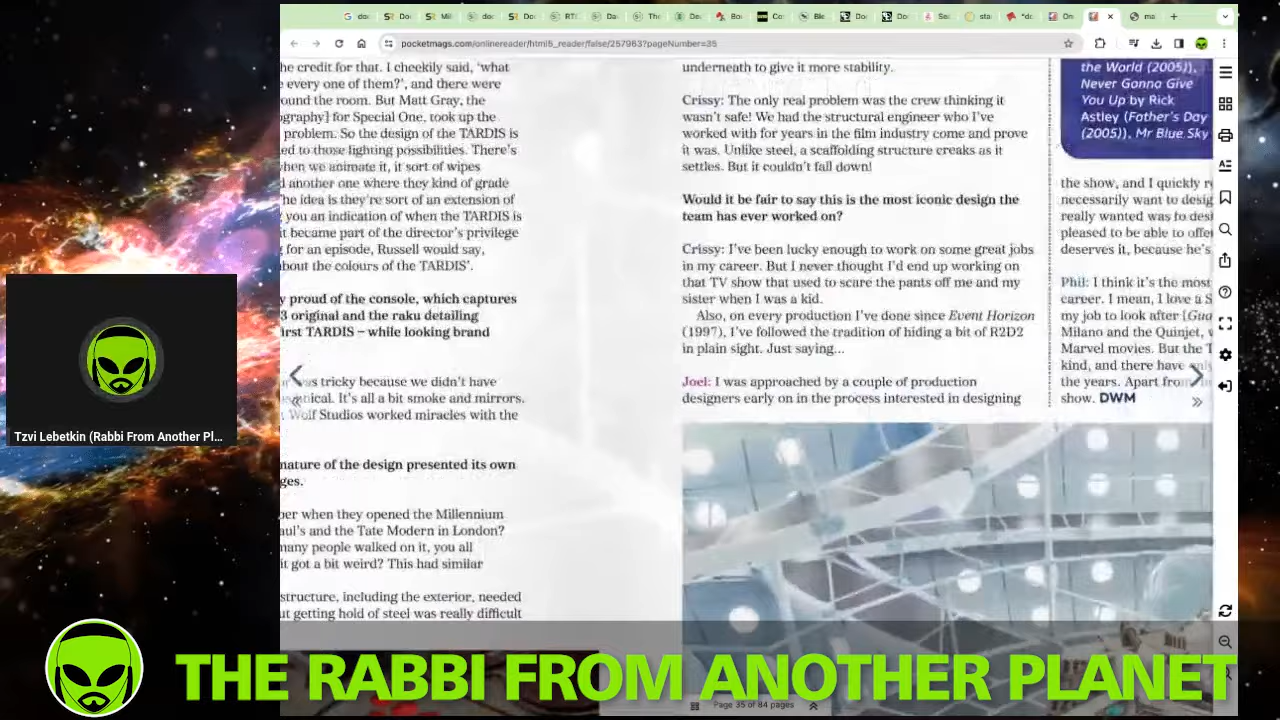 pocketmags.com/onlinereader/html5_reader/false/257963?pageNumber=35
he credit for that. I cheekily said, 'what
every one of them?', and there were
ound the room. But Matt Gray, the
ography] for Special One, took up the
problem. So the design of the TARDIS is
ed to those lighting possibilities. There's
when we animate it, it sort of wipes
d another one where they kind of grade
he idea is they're sort of an extension of
you an indication of when the TARDIS is
it became part of the director's privilege
g for an episode, Russell would say,
bout the colours of the TARDIS'.
y proud of the console, which captures
3 original and the raku detailing
irst TARDIS – while looking brand
was tricky because we didn't have
It's all a bit smoke and mirrors.
Wolf Studios worked miracles with the
nature of the design presented its own
ges.
ber when they opened the Millennium
aul's and the Tate Modern in London?
many people walked on it, you all
it got a bit weird? This had similar
structure, including the exterior, needed
ut getting hold of steel was really difficult
underneath to give it more stability.
Crissy: The only real problem was the crew thinking it
wasn't safe! We had the structural engineer who I've
worked with for years in the film industry come and prove
it was. Unlike steel, a scaffolding structure creaks as it
settles. But it couldn't fall down!
Would it be fair to say this is the most iconic design the
team has ever worked on?
Crissy: I've been lucky enough to work on some great jobs
in my career. But I never thought I'd end up working on
that TV show that used to scare the pants off me and my
sister when I was a kid.
Also, on every production I've done since Event Horizon
(1997), I've followed the tradition of hiding a bit of R2D2
in plain sight. Just saying...
Joel: I was approached by a couple of production
designers early on in the process interested in designing
the World (2005)),
Never Gonna Give
You Up by Rick
Astley (Father's Day
(2005)), Mr Blue Sky
the show, and I quickly r
necessarily want to desig
really wanted was to desi
pleased to be able to offe
deserves it, because he's
Phil: I think it's the most
career. I mean, I love a S
my job to look after [Gua
Milano and the Quinjet, v
Marvel movies. But the T
kind, and there have only
the years. Apart from
show. DWM
Page 35 of 84 pages
Tzvi Lebetkin (Rabbi From Another Pl...
THE RABBI FROM ANOTHER PLANET